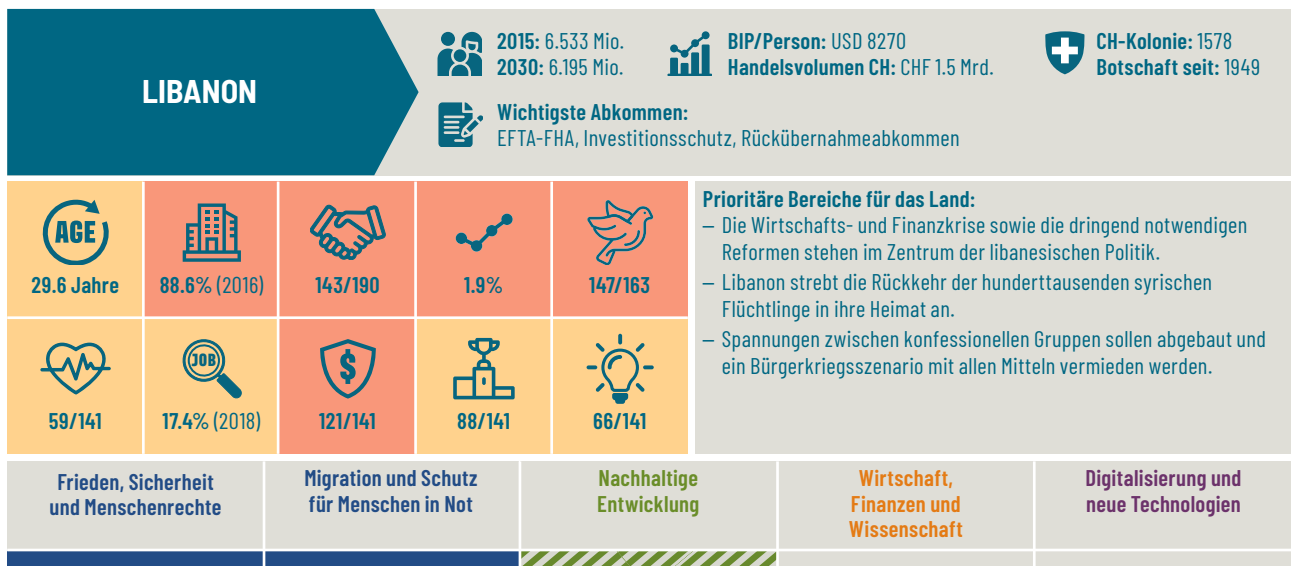 LIBANON
2015: 6.533 Mio.
2030: 6.195 Mio.
BIP/Person: USD 8270
Handelsvolumen CH: CHF 1.5 Mrd.
CH-Kolonie: 1578
Botschaft seit: 1949
Wichtigste Abkommen:
EFTA-FHA, Investitionsschutz, Rückübernahmeabkommen
AGE
29.6 Jahre
88.6% (2016)
143/190
1.9%
147/163
59/141
JOB
17.4% (2018)
$
121/141
88/141
66/141
Prioritäre Bereiche für das Land:
– Die Wirtschafts- und Finanzkrise sowie die dringend notwendigen
Reformen stehen im Zentrum der libanesischen Politik.
– Libanon strebt die Rückkehr der hunderttausenden syrischen
Flüchtlinge in ihre Heimat an.
– Spannungen zwischen konfessionellen Gruppen sollen abgebaut und
ein Bürgerkriegsszenario mit allen Mitteln vermieden werden.
Frieden, Sicherheit
und Menschenrechte
Migration und Schutz
für Menschen in Not
Nachhaltige
Entwicklung
Wirtschaft,
Finanzen und
Wissenschaft
Digitalisierung und
neue Technologien